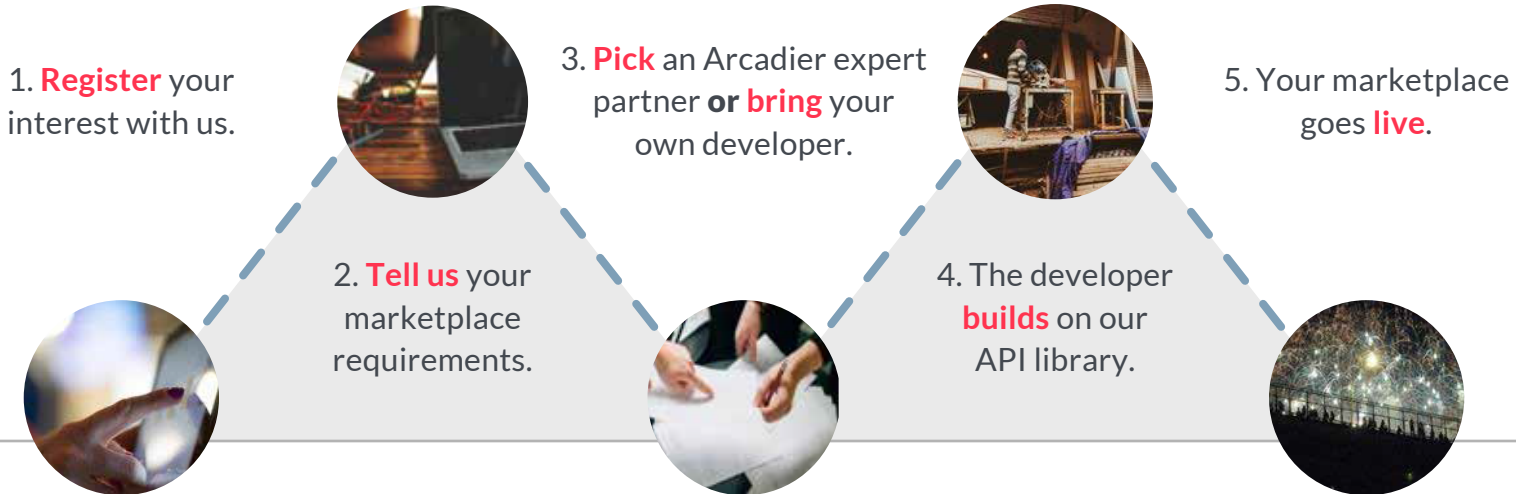 1. Register your
interest with us.
2. Tell us your
marketplace
requirements.
3. Pick an Arcadier expert
partner or bring your
own developer.
4. The developer
builds on our
API library.
5. Your marketplace
goes live.